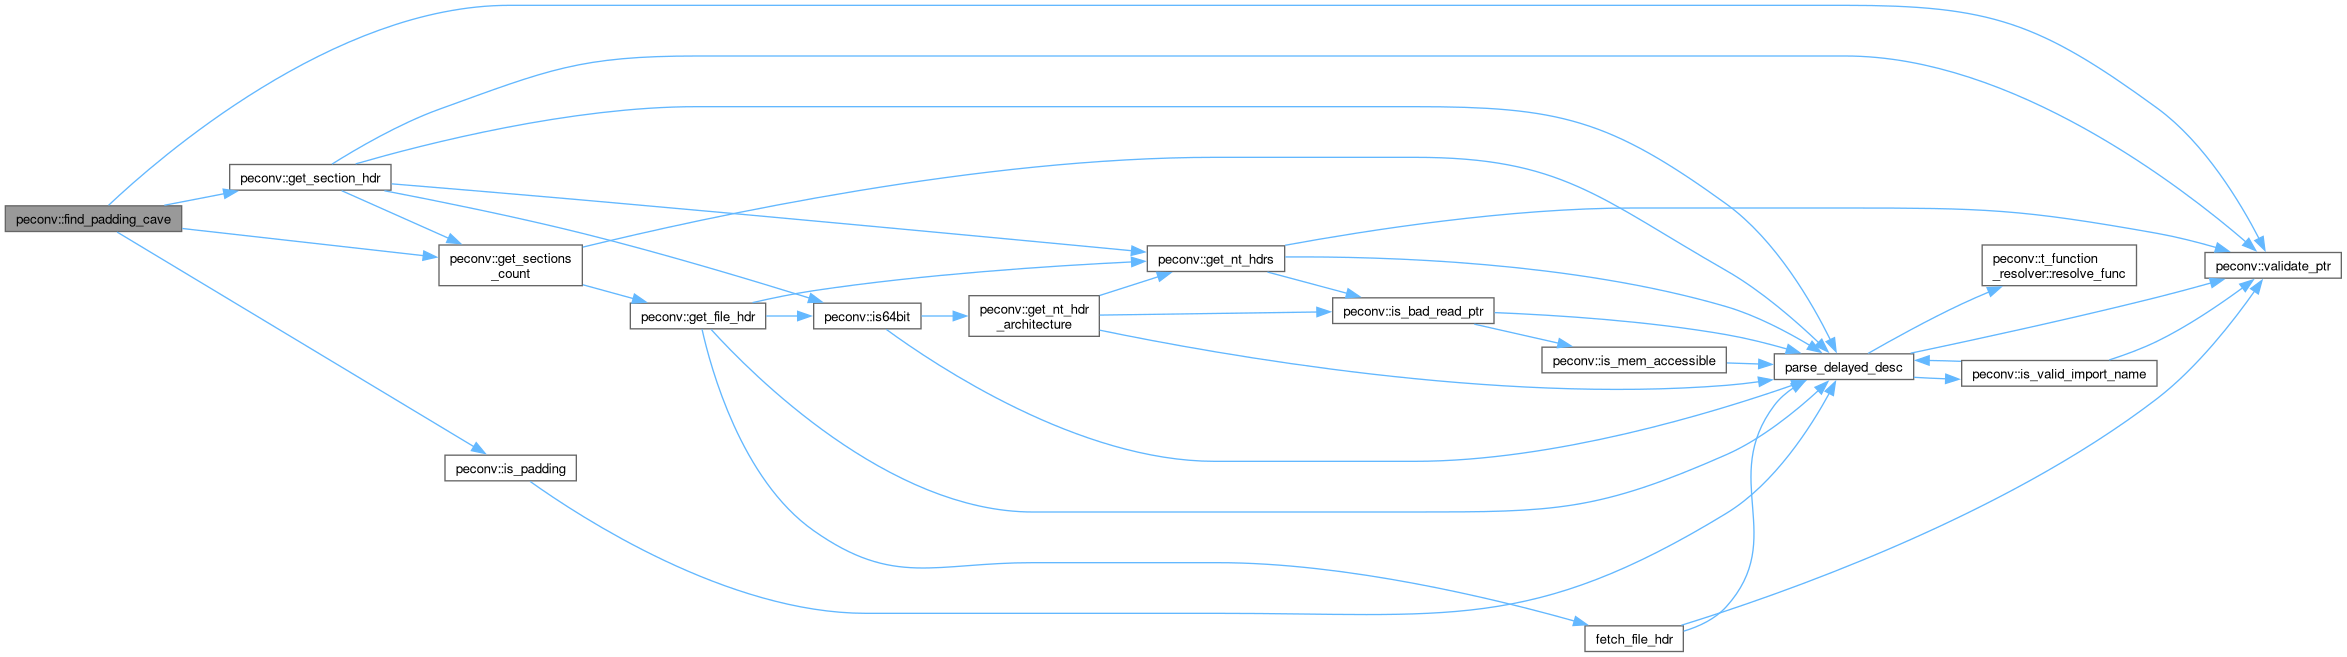 peconv::find_padding_cave
peconv::get_section_hdr
peconv::get_sections
_count
peconv::is_padding
peconv::get_file_hdr
peconv::is64bit
peconv::get_nt_hdr
_architecture
peconv::get_nt_hdrs
peconv::is_bad_read_ptr
peconv::is_mem_accessible
fetch_file_hdr
parse_delayed_desc
peconv::t_function
_resolver::resolve_func
peconv::is_valid_import_name
peconv::validate_ptr